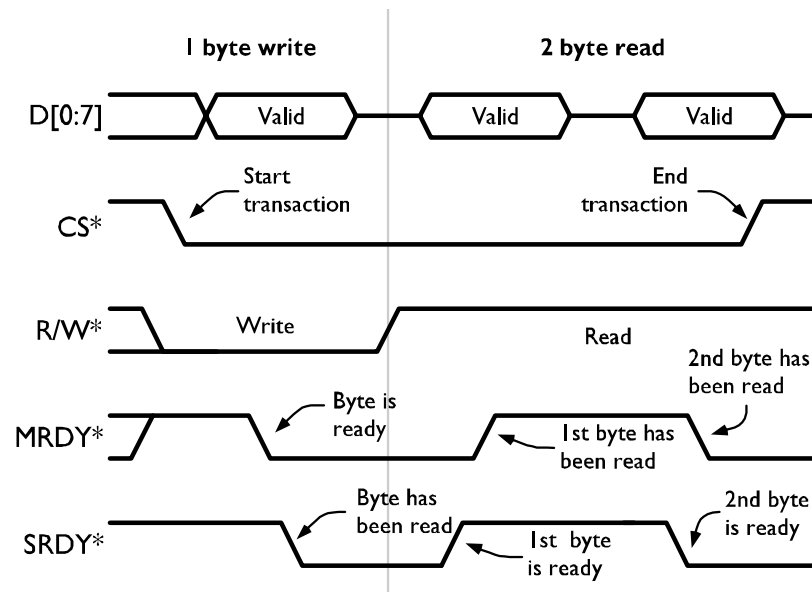 1 byte write
2 byte read
D[0:7]
Valid
Valid
Valid
CS*
Start
transaction
End
transaction
R/W*
Write
Read
MRDY*
Byte is
ready
1st byte has
been read
2nd byte has
been read
SRDY*
Byte has
been read
1st byte
is ready
2nd byte
is ready